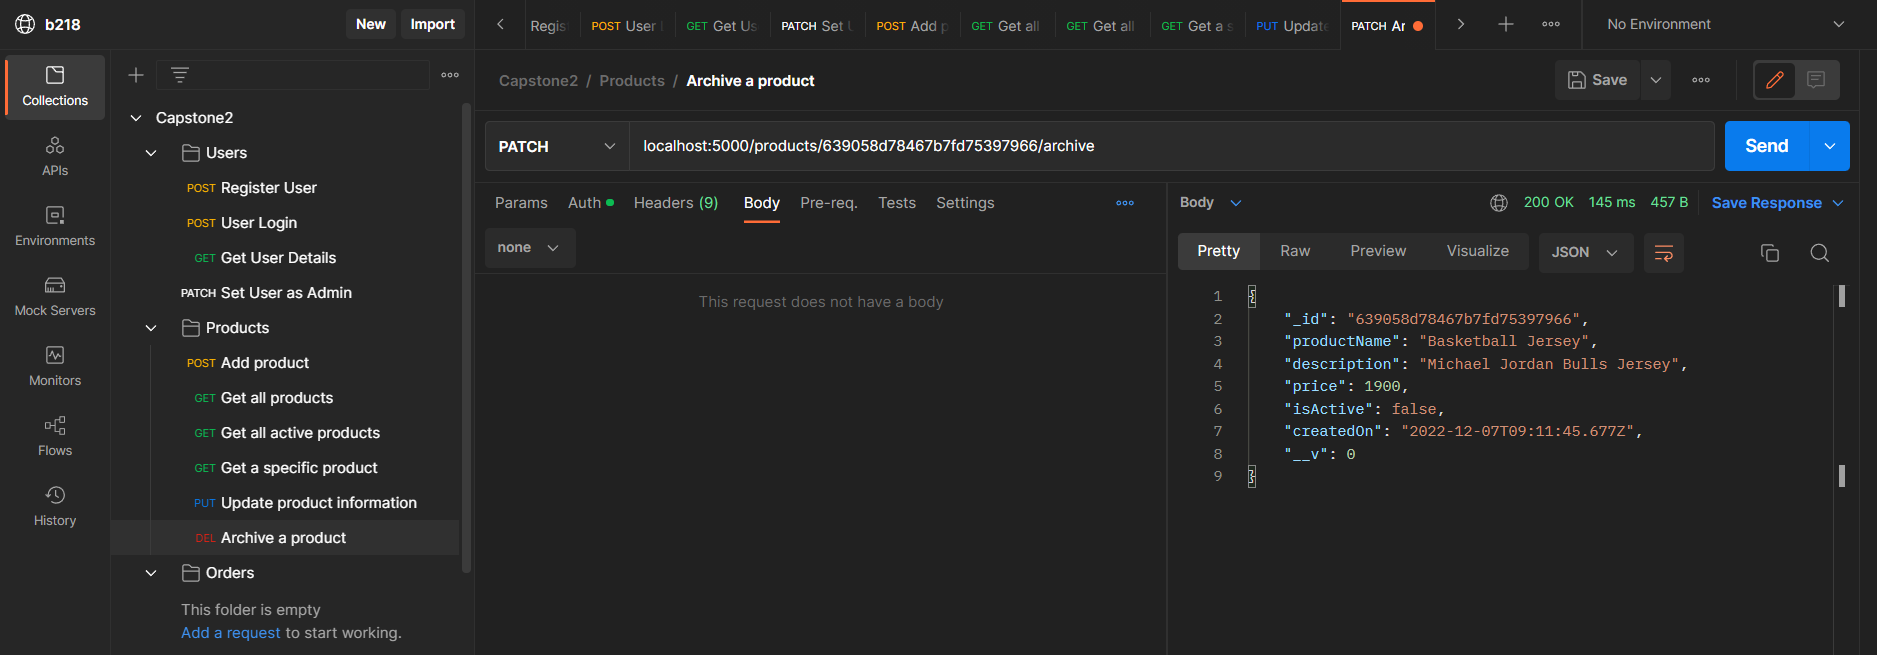 b218
New
Import
Regis
POST User
GET Get Us
PATCH Set U
POST Add p
GET Get all
GET Get all
GET Get a s
PUT Update
PATCH Ar
No Environment
Collections
APIs
Environments
Mock Servers
Monitors
Flows
History
Capstone2
Users
POST Register User
POST User Login
GET Get User Details
PATCH Set User as Admin
Products
POST Add product
GET Get all products
GET Get all active products
GET Get a specific product
PUT Update product information
DEL Archive a product
Orders
This folder is empty
Add a request to start working.
Capstone2 / Products / Archive a product
Save
PATCH
localhost:5000/products/639058d78467b7fd75397966/archive
Send
Params Auth Headers (9) Body Pre-req. Tests Settings
none
This request does not have a body
Body
200 OK 145 ms 457 B Save Response
Pretty Raw Preview Visualize JSON
1 {
2 "_id": "639058d78467b7fd75397966",
3 "productName": "Basketball Jersey",
4 "description": "Michael Jordan Bulls Jersey",
5 "price": 1900,
6 "isActive": false,
7 "createdOn": "2022-12-07T09:11:45.677Z",
8 "__v": 0
9 }